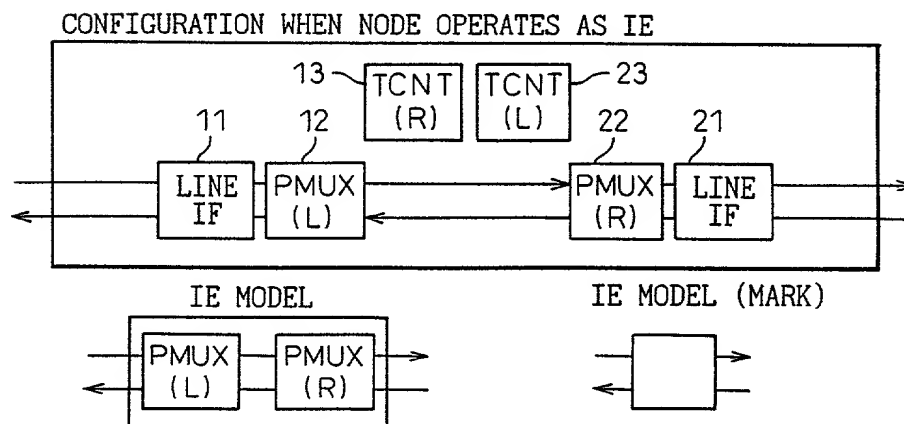 CONFIGURATION WHEN NODE OPERATES AS IE
13
TCNT
(R)
TCNT
(L)
23
11
12
22
21
LINE
IF
PMUX
(L)
PMUX
(R)
LINE
IF
IE MODEL
PMUX
(L)
PMUX
(R)
IE MODEL (MARK)